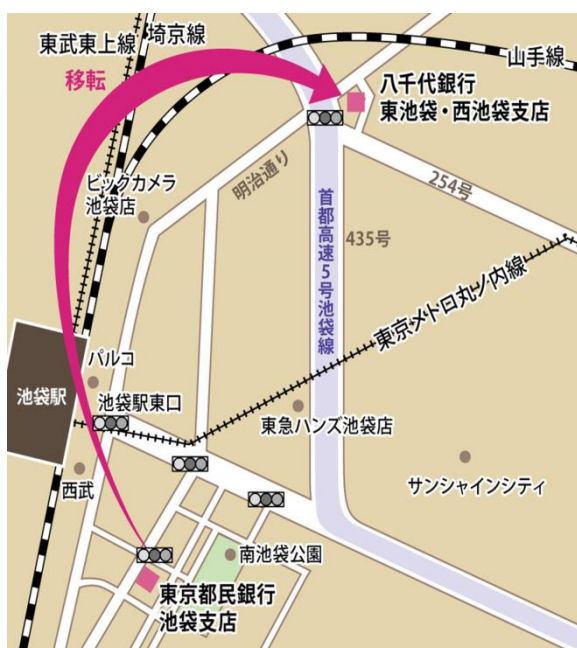 東武東上線
埼京線
移転
山手線
八千代銀行
東池袋・西池袋支店
明治通り
254号
ビックカメラ
池袋店
首都高速5号池袋線
435号
東京メトロ丸ノ内線
池袋駅
パルコ
池袋駅東口
東急ハンズ池袋店
西武
サンシャインシティ
南池袋公園
東京都民銀行
池袋支店